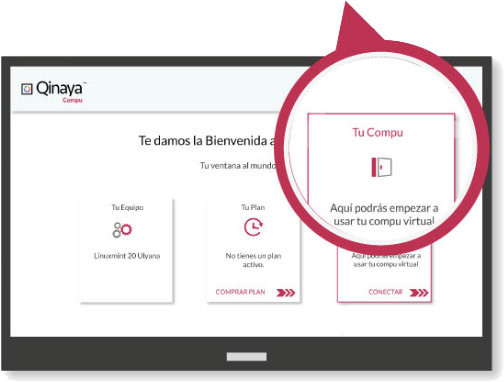 Qinaya™
Compu
Te damos la Bienvenida a
Tu ventana al mundo
Tu Equipo
Linuxmint 20 Ulyana
Tu Plan
No tienes un plan
activo.
COMPRAR PLAN
Tu Compu
Aquí podrás empezar a
usar tu compu virtual
Aquí podrás empezar a
usar tu compu virtual
CONECTAR